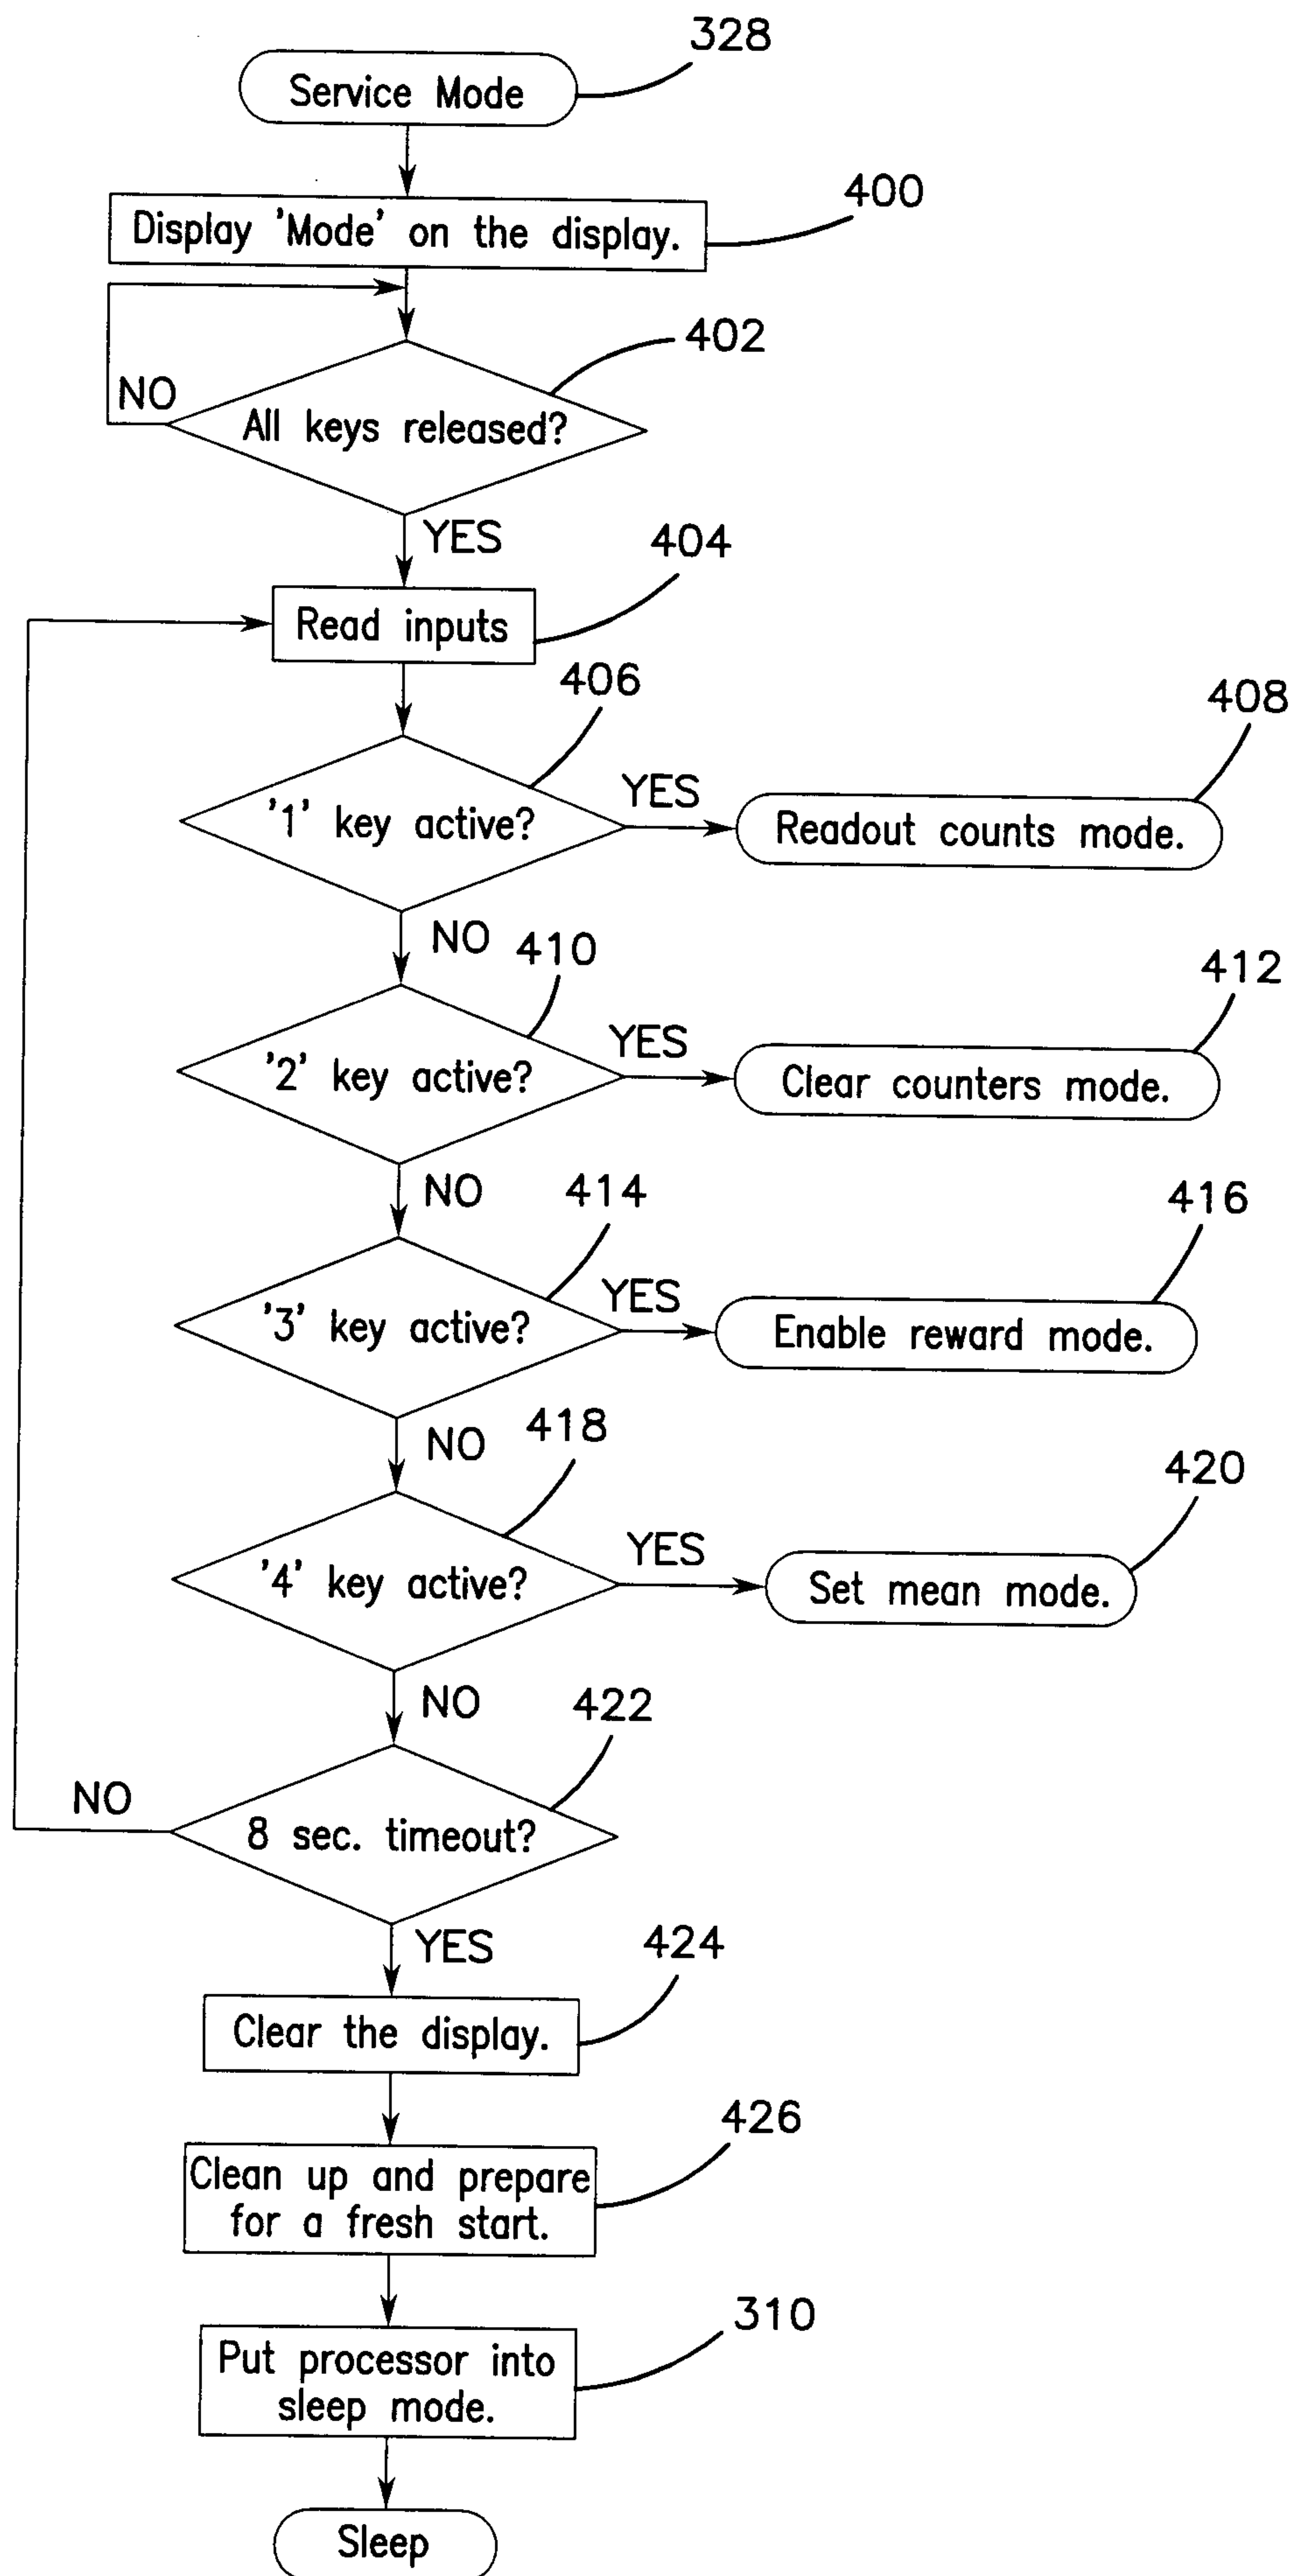 328
Service Mode
400
Display 'Mode' on the display.
402
NO
All keys released?
YES
404
Read inputs
406
408
YES
'1' key active?
Readout counts mode.
NO
410
412
YES
'2' key active?
Clear counters mode.
NO
414
416
YES
'3' key active?
Enable reward mode.
NO
418
420
YES
'4' key active?
Set mean mode.
NO
422
NO
8 sec. timeout?
YES
424
Clear the display.
426
Clean up and prepare
for a fresh start.
310
Put processor into
sleep mode.
Sleep